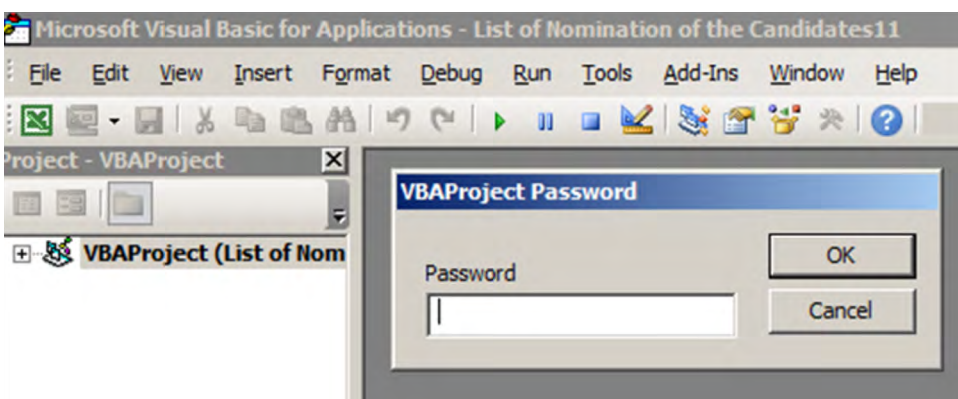 Microsoft Visual Basic for Applications - List of Nomination of the Candidates11
File Edit View Insert Format Debug Run Tools Add-Ins Window Help
Project - VBAProject
VBAProject (List of Nom
VBAProject Password
Password
OK
Cancel